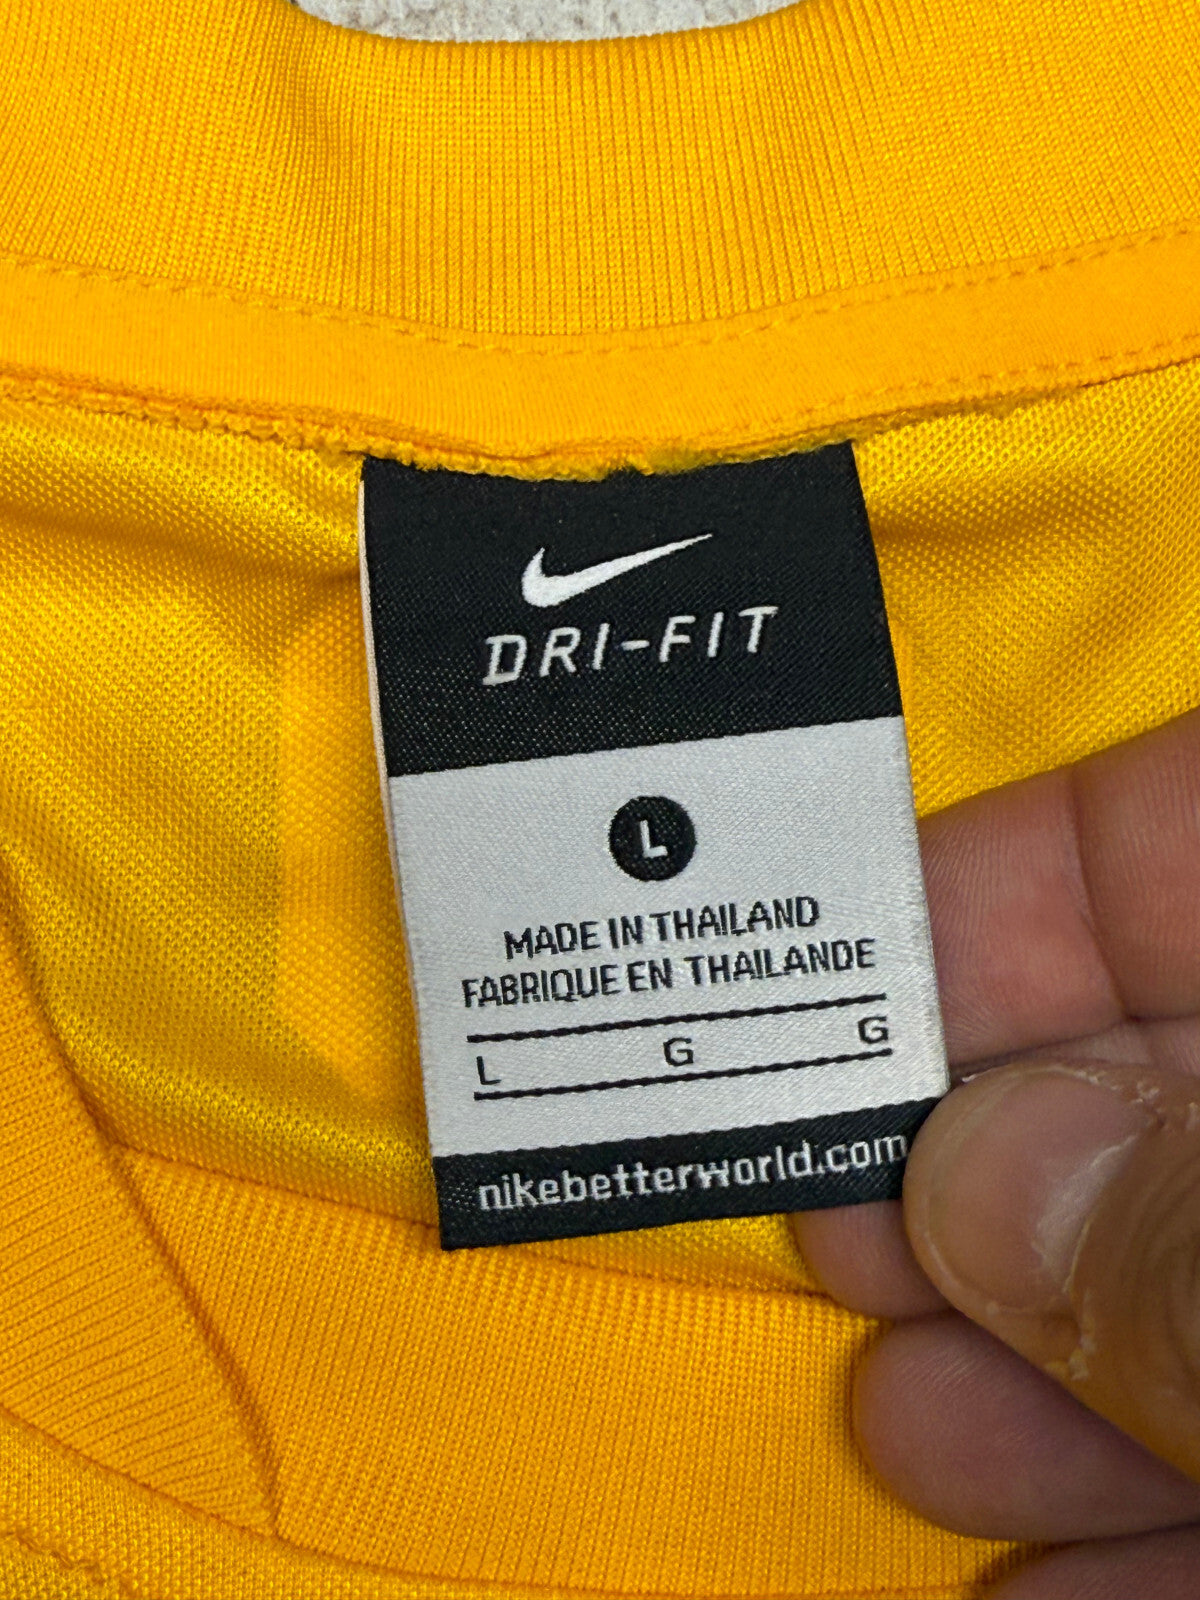 DRI-FIT
L
MADE IN THAILAND
FABRIQUE EN THAILANDE
L G G
nikebetterworld.com